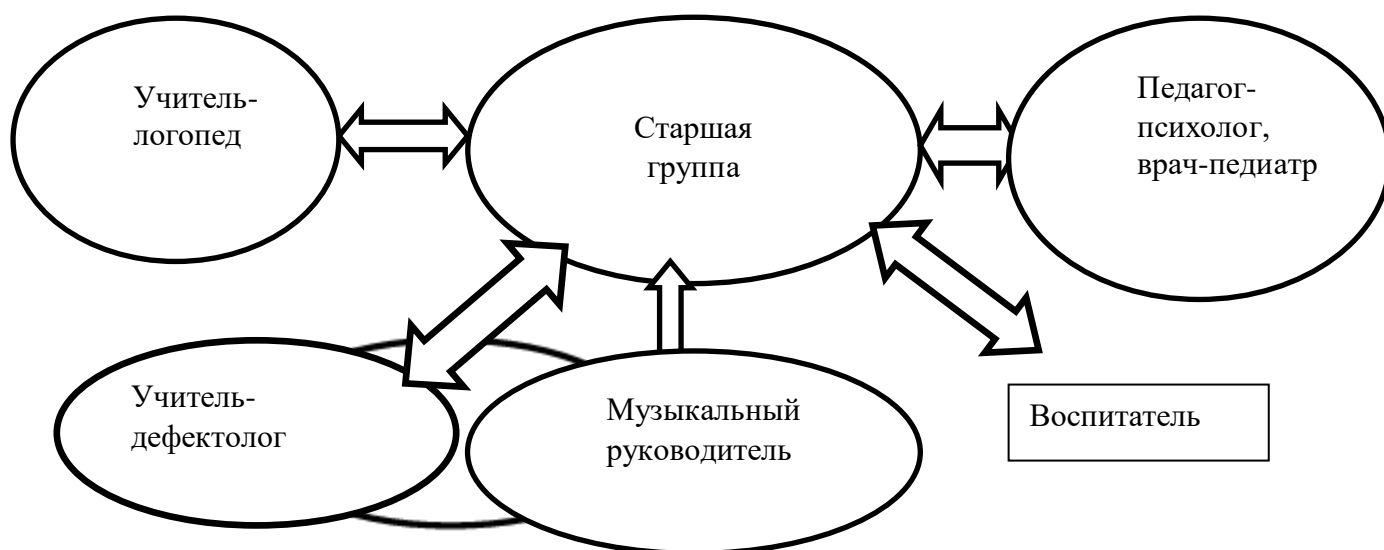 Учитель-
логопед
Старшая
группа
Педагог-
психолог,
врач-педиатр
Учитель-
дефектолог
Музыкальный
руководитель
Воспитатель